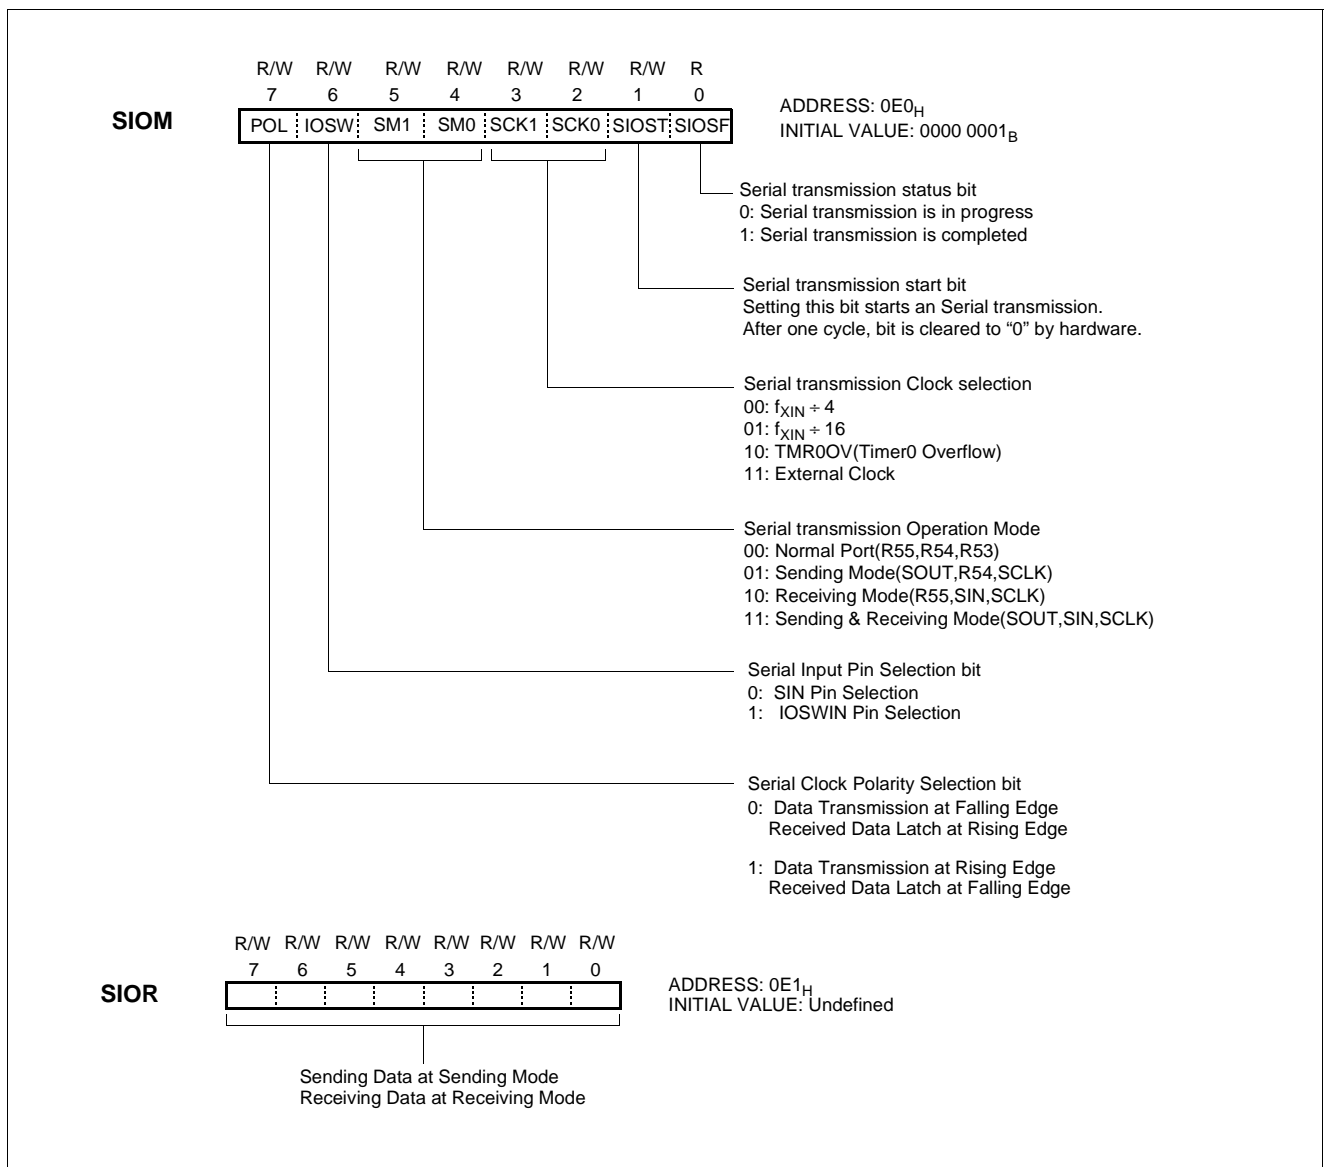 R/W R/W R/W R/W R/W R/W R/W R
7 6 5 4 3 2 1 0
SIOM
POL IOSW SM1 SM0 SCK1 SCK0 SIOST SIOSF
ADDRESS: 0E0H
INITIAL VALUE: 0000 0001B
Serial transmission status bit
0: Serial transmission is in progress
1: Serial transmission is completed
Serial transmission start bit
Setting this bit starts an Serial transmission.
After one cycle, bit is cleared to “0” by hardware.
Serial transmission Clock selection
00: fXIN ÷ 4
01: fXIN ÷ 16
10: TMR0OV(Timer0 Overflow)
11: External Clock
Serial transmission Operation Mode
00: Normal Port(R55,R54,R53)
01: Sending Mode(SOUT,R54,SCLK)
10: Receiving Mode(R55,SIN,SCLK)
11: Sending & Receiving Mode(SOUT,SIN,SCLK)
Serial Input Pin Selection bit
0: SIN Pin Selection
1: IOSWIN Pin Selection
Serial Clock Polarity Selection bit
0: Data Transmission at Falling Edge
Received Data Latch at Rising Edge
1: Data Transmission at Rising Edge
Received Data Latch at Falling Edge
R/W R/W R/W R/W R/W R/W R/W R/W
7 6 5 4 3 2 1 0
SIOR
ADDRESS: 0E1H
INITIAL VALUE: Undefined
Sending Data at Sending Mode
Receiving Data at Receiving Mode